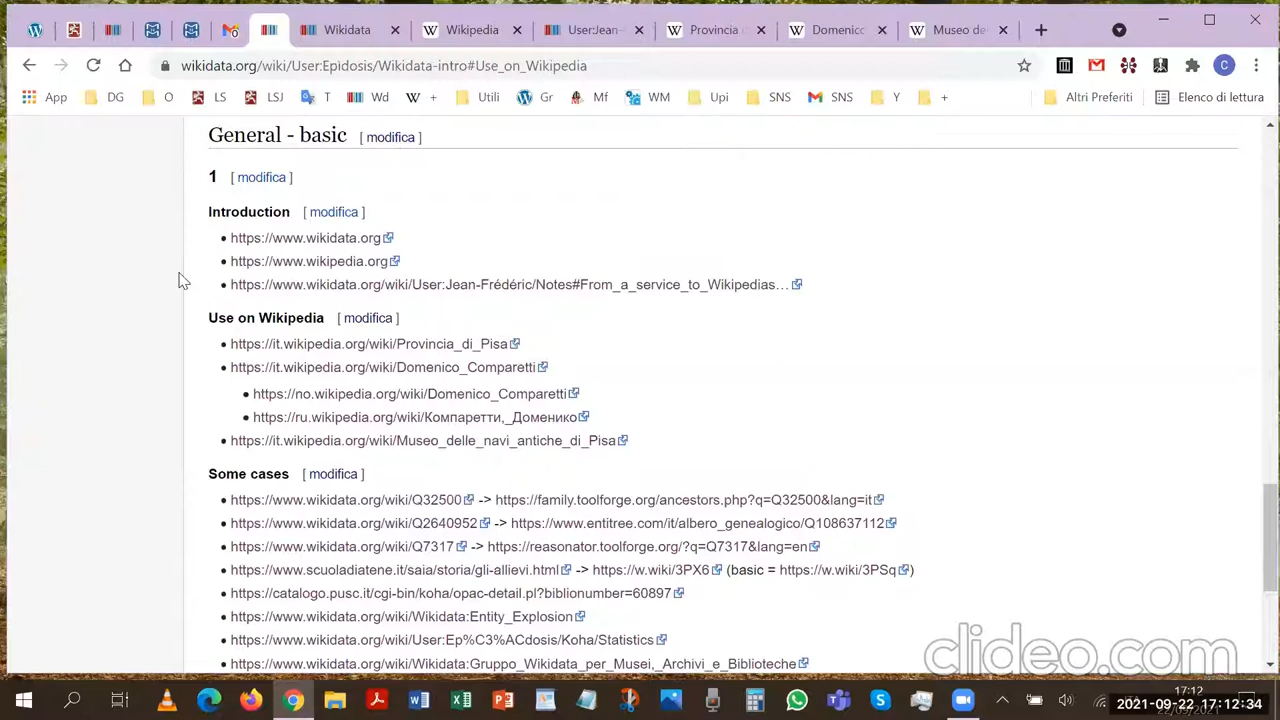 Wikidata
Wikipedia
User:Jean-
Provincia
Domenico
Museo de
wikidata.org/wiki/User:Epìdosis/Wikidata-intro#Use_on_Wikipedia
C
App DG O LS LSJ T Wd + Utili Gr Mf WM Upi SNS SNS Y + Altri Preferiti Elenco di lettura
General - basic [ modifica ]
1 [ modifica ]
Introduction [ modifica ]
https://www.wikidata.org
https://www.wikipedia.org
https://www.wikidata.org/wiki/User:Jean-Frédéric/Notes#From_a_service_to_Wikipedias…
Use on Wikipedia [ modifica ]
https://it.wikipedia.org/wiki/Provincia_di_Pisa
https://it.wikipedia.org/wiki/Domenico_Comparetti
https://no.wikipedia.org/wiki/Domenico_Comparetti
https://ru.wikipedia.org/wiki/Компаретти,_Доменико
https://it.wikipedia.org/wiki/Museo_delle_navi_antiche_di_Pisa
Some cases [ modifica ]
https://www.wikidata.org/wiki/Q32500 -> https://family.toolforge.org/ancestors.php?q=Q32500&lang=it
https://www.wikidata.org/wiki/Q2640952 -> https://www.entitree.com/it/albero_genealogico/Q108637112
https://www.wikidata.org/wiki/Q7317 -> https://reasonator.toolforge.org/?q=Q7317&lang=en
https://www.scuoladiatene.it/saia/storia/gli-allievi.html -> https://w.wiki/3PX6 (basic = https://w.wiki/3PSq)
https://catalogo.pusc.it/cgi-bin/koha/opac-detail.pl?biblionumber=60897
https://www.wikidata.org/wiki/Wikidata:Entity_Explosion
https://www.wikidata.org/wiki/User:Ep%C3%ACdosis/Koha/Statistics
https://www.wikidata.org/wiki/Wikidata:Gruppo_Wikidata_per_Musei,_Archivi_e_Biblioteche
clideo.com
17:12
2021-09-22 17:12:34